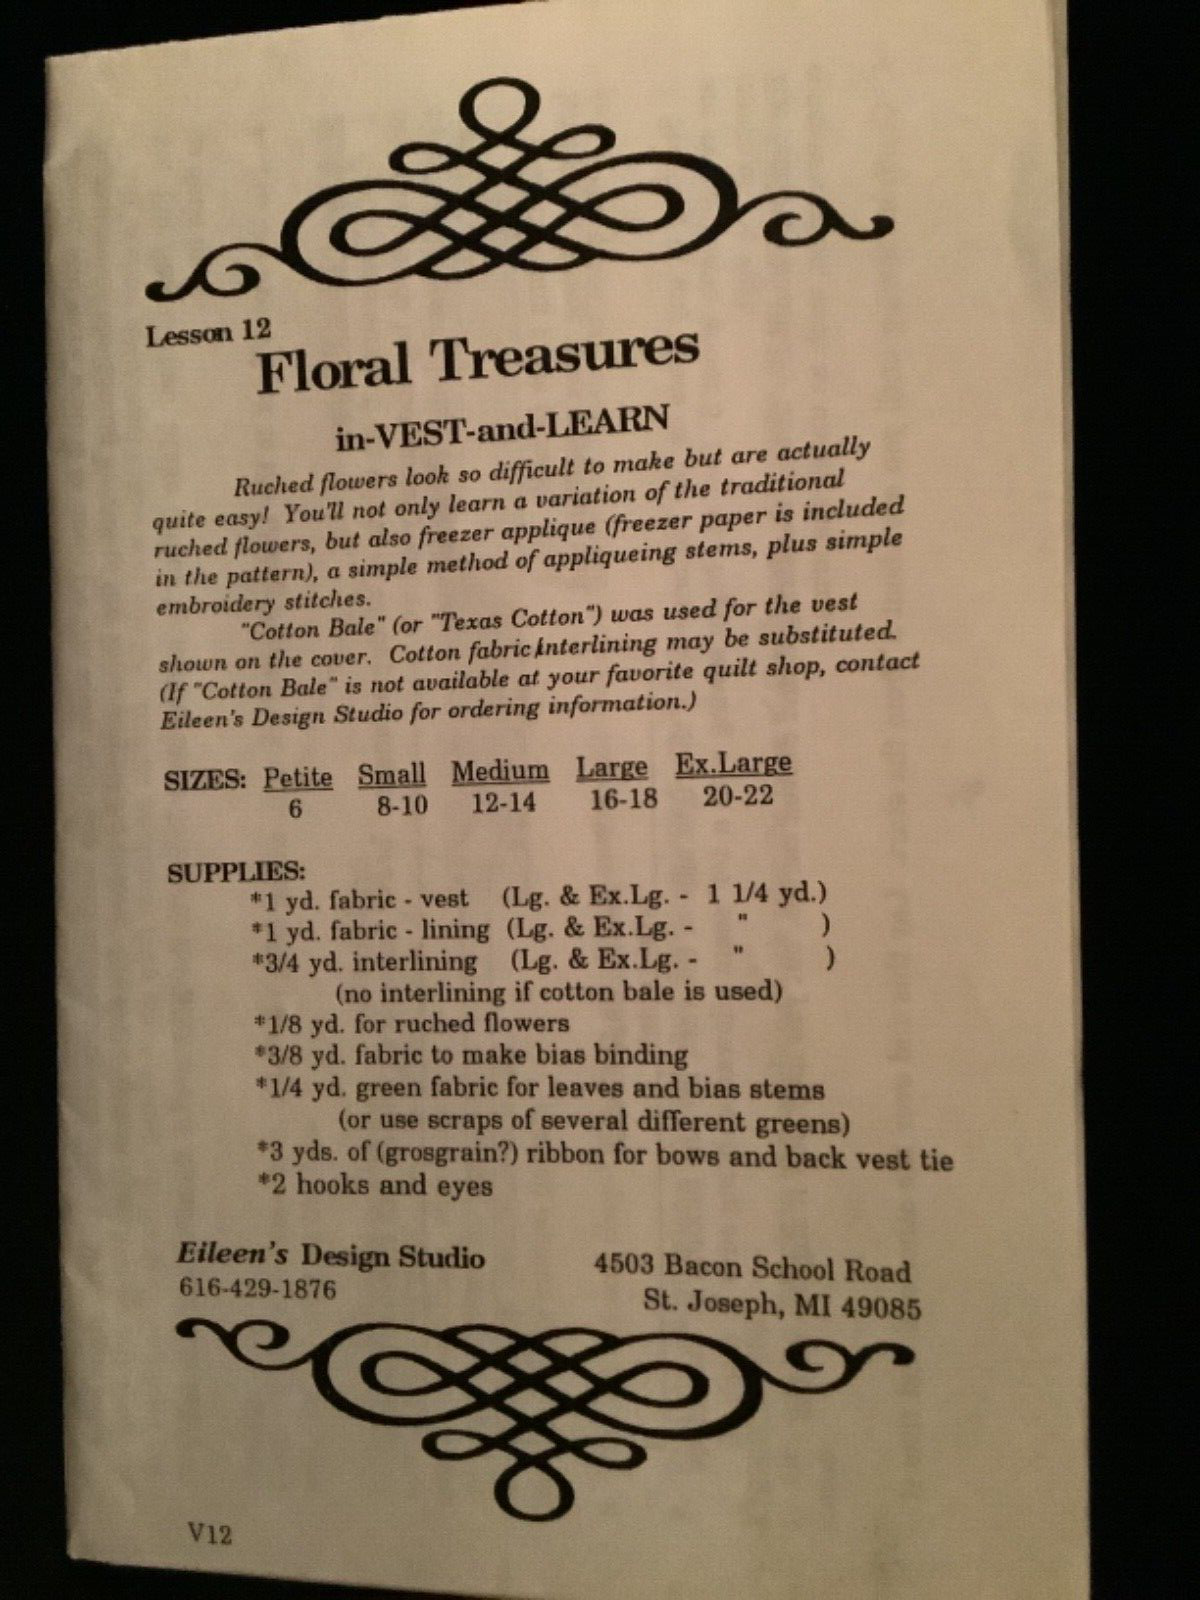 Lesson 12
Floral Treasures
in-VEST-and-LEARN
Ruched flowers look so difficult to make but are actually
quite easy! You'll not only learn a variation of the traditional
ruched flowers, but also freezer applique (freezer paper is included
in the pattern), a simple method of appliqueing stems, plus simple
embroidery stitches.
"Cotton Bale" (or "Texas Cotton") was used for the vest
shown on the cover. Cotton fabric/interlining may be substituted.
(If "Cotton Bale" is not available at your favorite quilt shop, contact
Eileen's Design Studio for ordering information.)
SIZES: Petite Small Medium Large Ex.Large
6 8-10 12-14 16-18 20-22
SUPPLIES:
*1 yd. fabric - vest (Lg. & Ex.Lg. - 1 1/4 yd.)
*1 yd. fabric - lining (Lg. & Ex.Lg. - " )
*3/4 yd. interlining (Lg. & Ex.Lg. - " )
(no interlining if cotton bale is used)
*1/8 yd. for ruched flowers
*3/8 yd. fabric to make bias binding
*1/4 yd. green fabric for leaves and bias stems
(or use scraps of several different greens)
*3 yds. of (grosgrain?) ribbon for bows and back vest tie
*2 hooks and eyes
Eileen's Design Studio 4503 Bacon School Road
616-429-1876 St. Joseph, MI 49085
V12